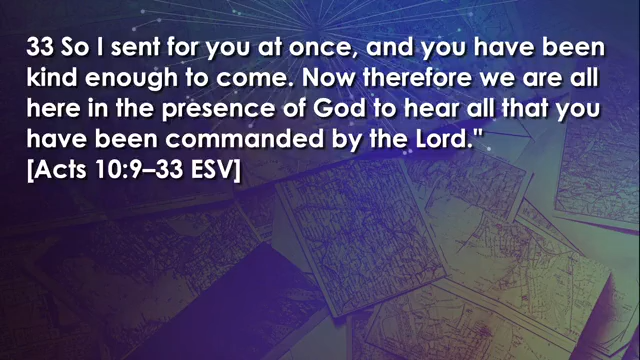 33 So I sent for you at once, and you have been
kind enough to come. Now therefore we are all
here in the presence of God to hear all that you
have been commanded by the Lord."
[Acts 10:9–33 ESV]